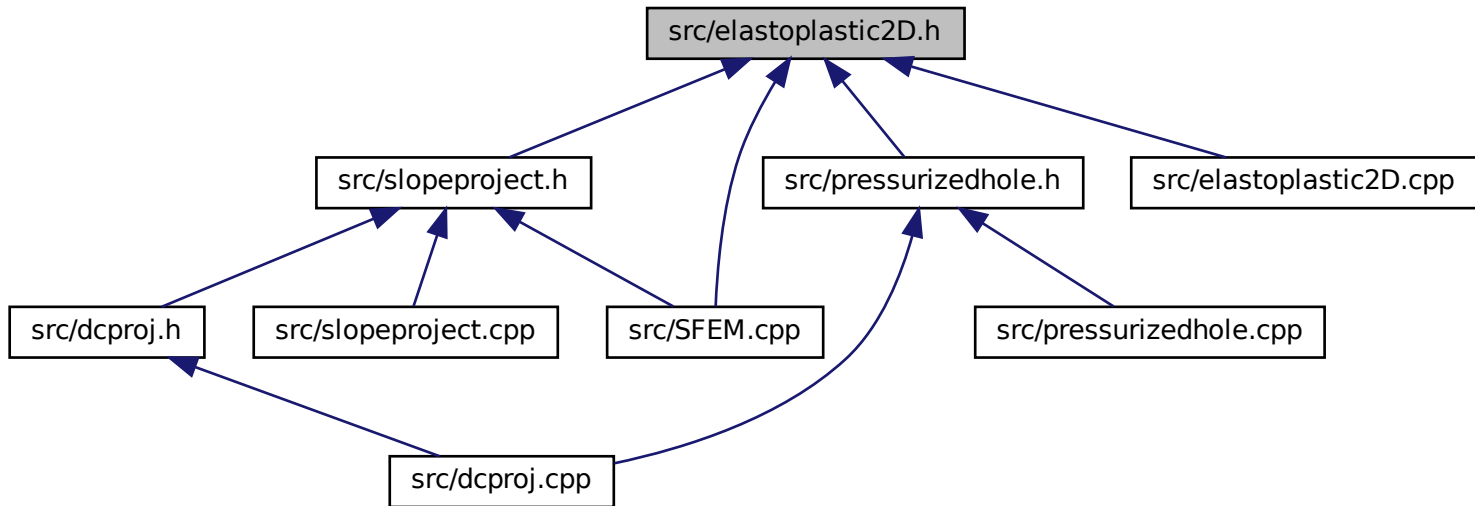 src/elastoplastic2D.h
src/slopeproject.h
src/pressurizedhole.h
src/elastoplastic2D.cpp
src/dcproj.h
src/slopeproject.cpp
src/SFEM.cpp
src/pressurizedhole.cpp
src/dcproj.cpp